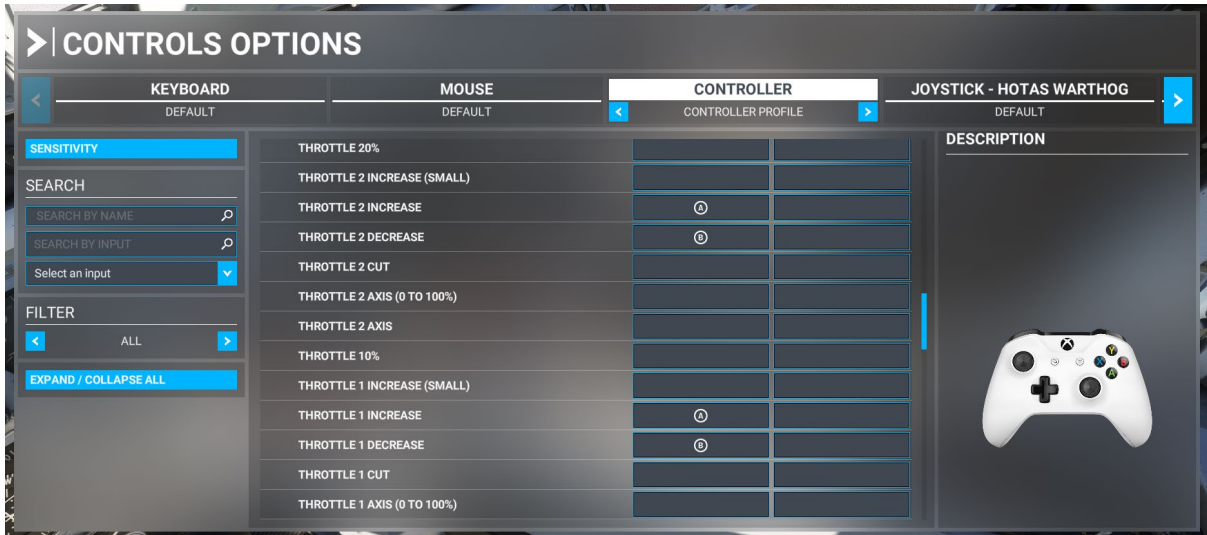 CONTROLS OPTIONS
KEYBOARD
DEFAULT
MOUSE
DEFAULT
CONTROLLER
CONTROLLER PROFILE
JOYSTICK - HOTAS WARTHOG
DEFAULT
SENSITIVITY
SEARCH
SEARCH BY NAME
SEARCH BY INPUT
Select an input
FILTER
ALL
EXPAND / COLLAPSE ALL
THROTTLE 20%
THROTTLE 2 INCREASE (SMALL)
THROTTLE 2 INCREASE A
THROTTLE 2 DECREASE B
THROTTLE 2 CUT
THROTTLE 2 AXIS (0 TO 100%)
THROTTLE 2 AXIS
THROTTLE 10%
THROTTLE 1 INCREASE (SMALL)
THROTTLE 1 INCREASE A
THROTTLE 1 DECREASE B
THROTTLE 1 CUT
THROTTLE 1 AXIS (0 TO 100%)
DESCRIPTION
Y
X B
A